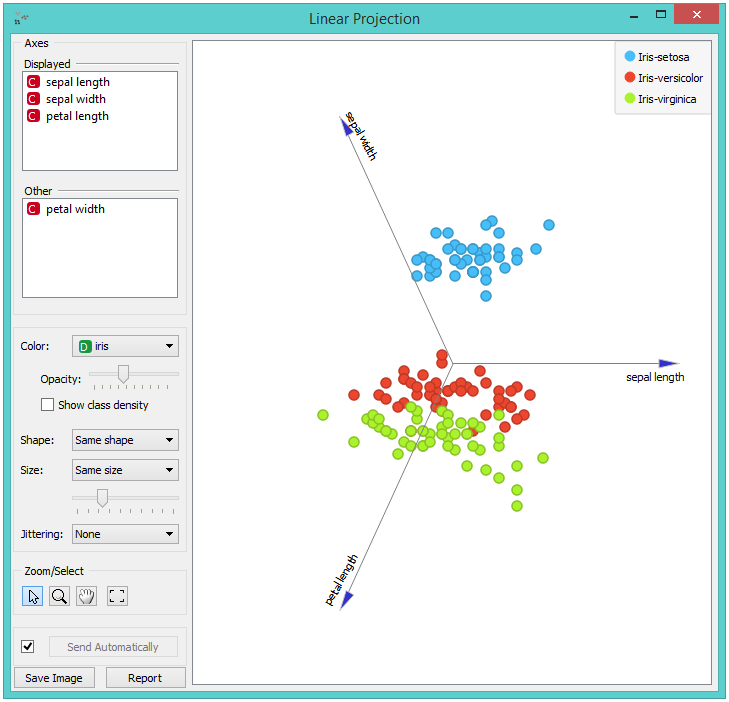 Linear Projection
Axes
Displayed
C sepal length
C sepal width
C petal length
Other
C petal width
Color: D iris
Opacity:
Show class density
Shape: Same shape
Size: Same size
Jittering: None
Zoom/Select
Send Automatically
Save Image Report
Iris-setosa
Iris-versicolor
Iris-virginica
sepal width
sepal length
petal length